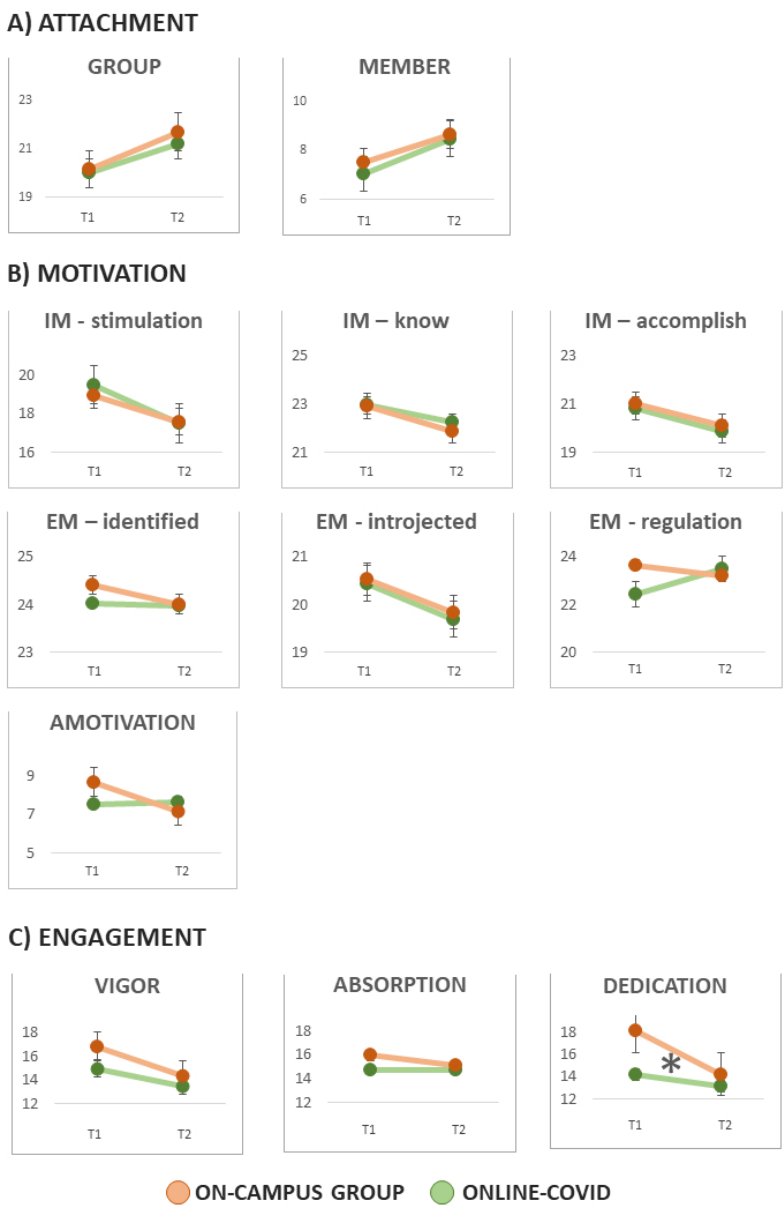 A) ATTACHMENT
GROUP
23
21
19
T1 T2
MEMBER
10
8
6
T1 T2
B) MOTIVATION
IM - stimulation
20
18
16
T1 T2
IM – know
25
23
21
T1 T2
IM – accomplish
23
21
19
T1 T2
EM – identified
25
24
23
T1 T2
EM - introjected
21
20
19
T1 T2
EM - regulation
24
22
20
T1 T2
AMOTIVATION
9
7
5
T1 T2
C) ENGAGEMENT
VIGOR
18
16
14
12
T1 T2
ABSORPTION
18
16
14
12
T1 T2
DEDICATION
18
16
14
12
*
T1 T2
ON-CAMPUS GROUP ONLINE-COVID